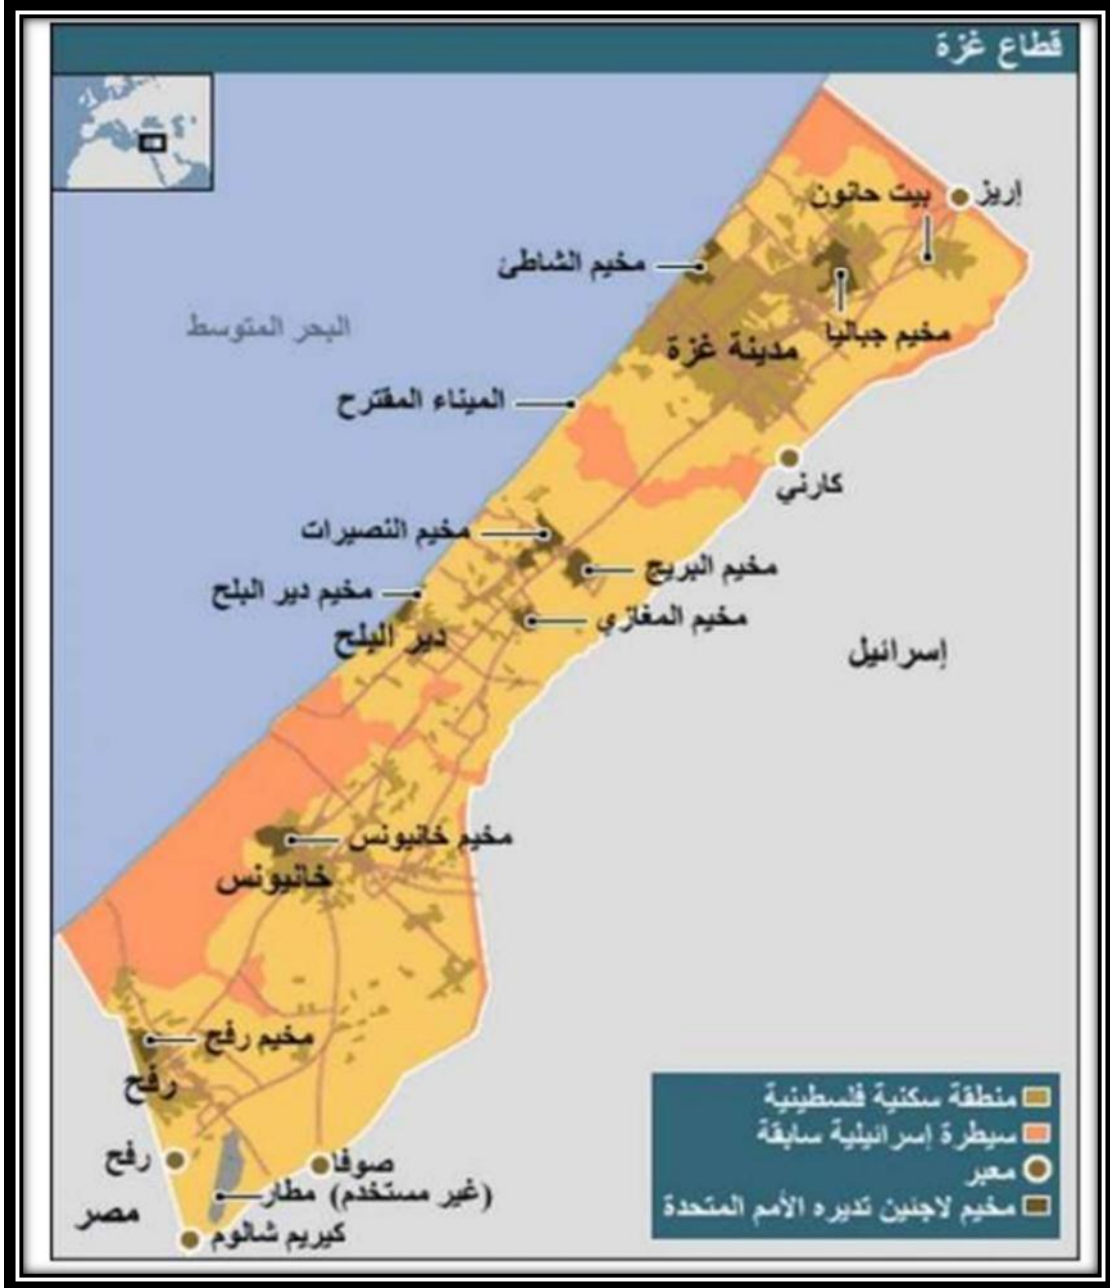 قطاع غزة
إريز
بيت حانون
مخيم الشاطئ
مخيم جباليا
البحر المتوسط
مدينة غزة
الميناء المقترح
كارني
مخيم النصيرات
مخيم البريج
مخيم دير البلح
مخيم المغازي
دير البلح
إسرائيل
مخيم خانيونس
خانيونس
مخيم رفح
رفح
رفح
صوفا
مطار (غير مستخدم)
مصر
كيريم شالوم
منطقة سكنية فلسطينية
سيطرة إسرائيلية سابقة
معبر
مخيم لاجئين تديره الأمم المتحدة